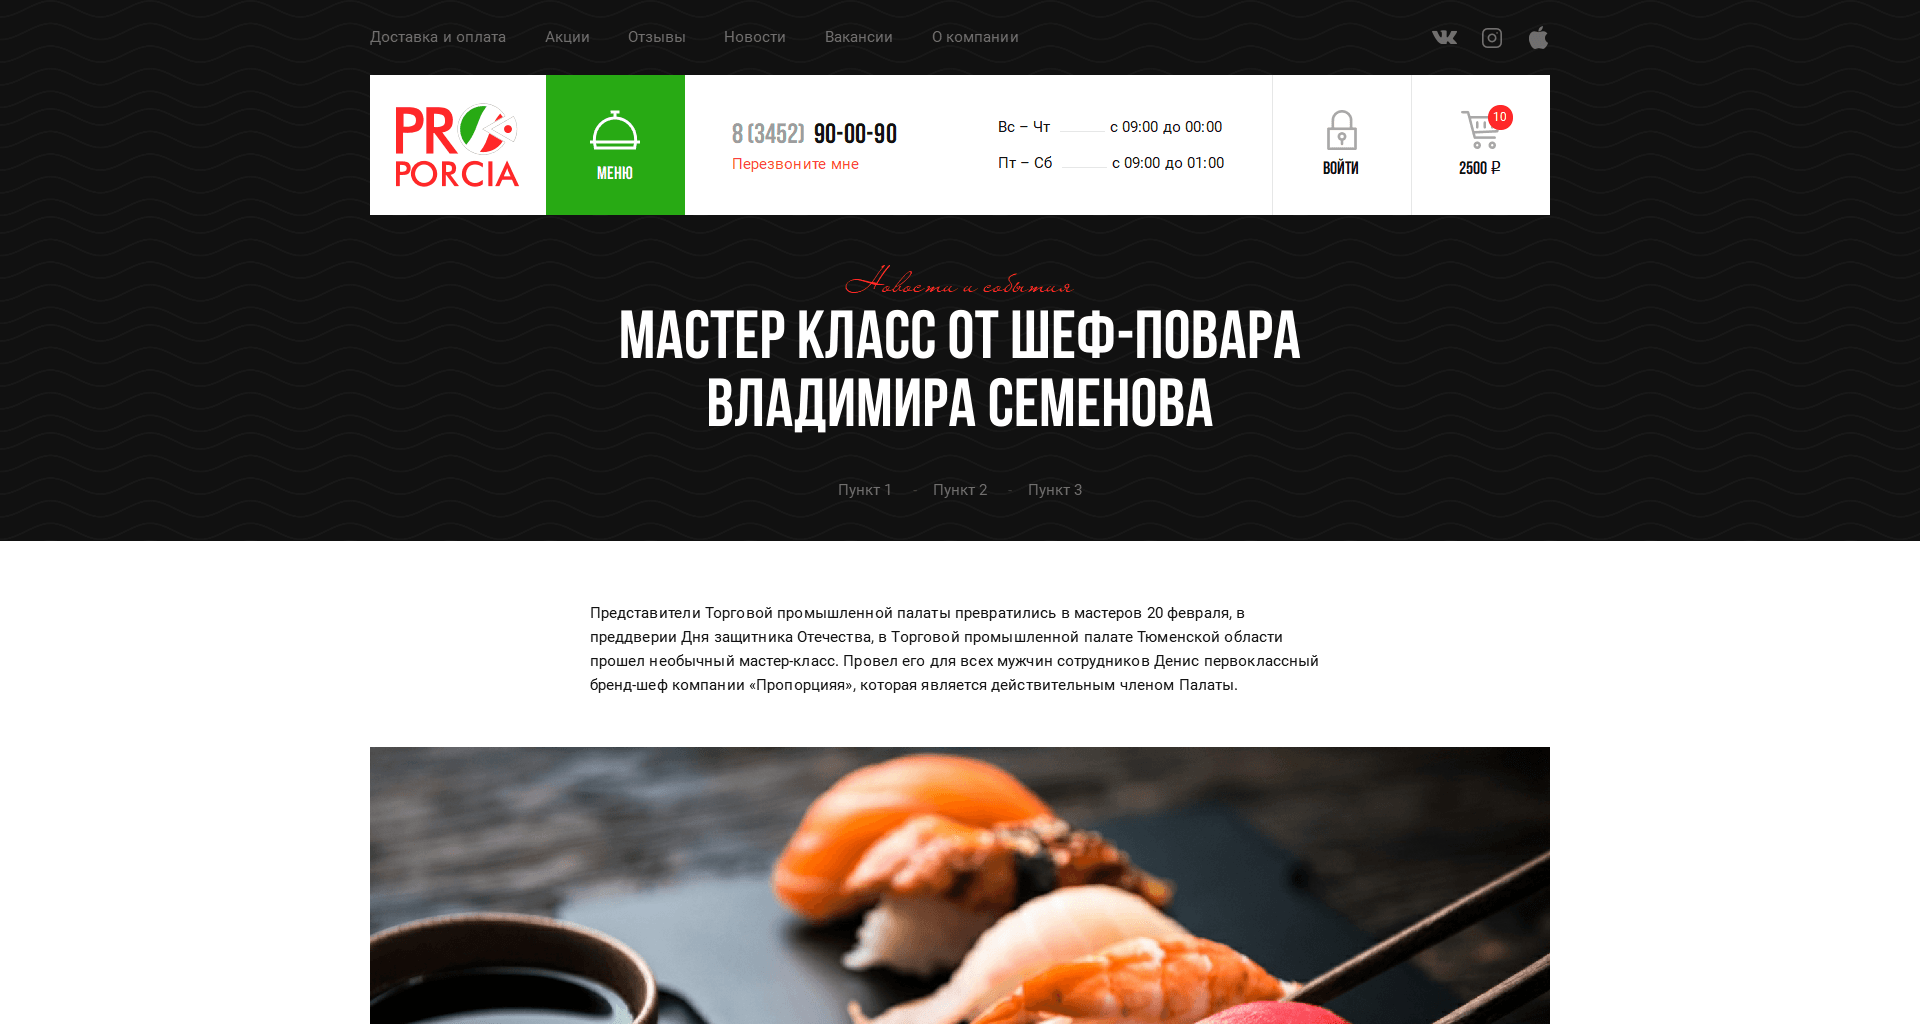 Доставка и оплата Акции Отзывы Новости Вакансии О компании
PRO
PORCIA
МЕНЮ
8 (3452) 90-00-90
Перезвоните мне
Вс – Чт с 09:00 до 00:00
Пт – Сб с 09:00 до 01:00
ВОЙТИ
10
2500 ₽
Новости и события
МАСТЕР КЛАСС ОТ ШЕФ-ПОВАРА
ВЛАДИМИРА СЕМЕНОВА
Пункт 1 - Пункт 2 - Пункт 3
Представители Торговой промышленной палаты превратились в мастеров 20 февраля, в
преддверии Дня защитника Отечества, в Торговой промышленной палате Тюменской области
прошел необычный мастер-класс. Провел его для всех мужчин сотрудников Денис первоклассный
бренд-шеф компании «Пропорцияя», которая является действительным членом Палаты.